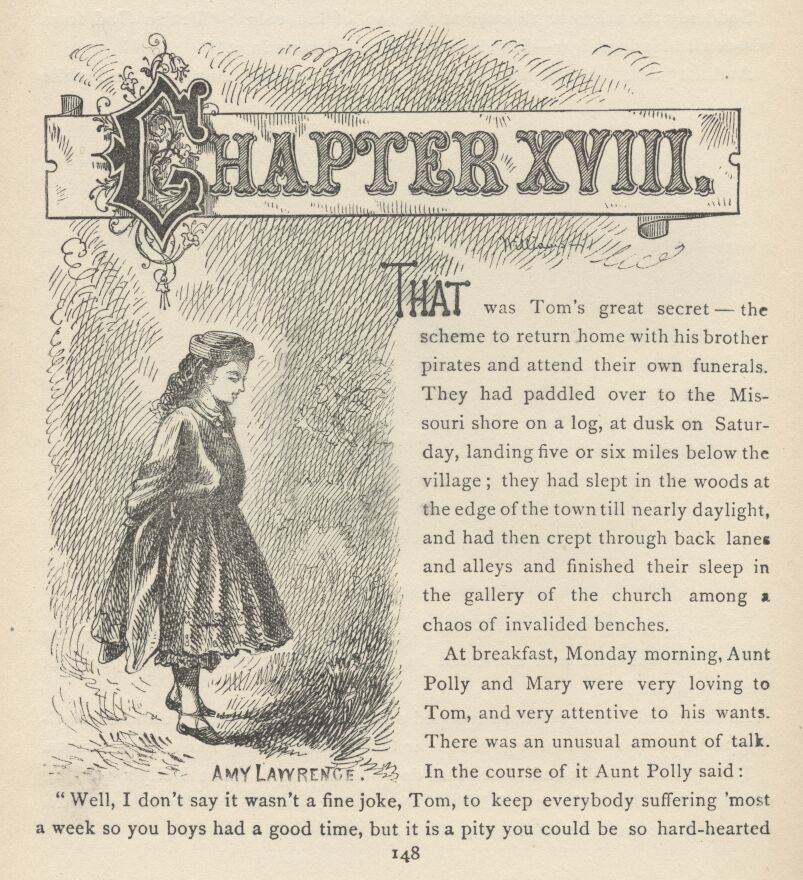 CHAPTER XVIII.
THAT was Tom's great secret — the
scheme to return home with his brother
pirates and attend their own funerals.
They had paddled over to the Mis-
souri shore on a log, at dusk on Satur-
day, landing five or six miles below the
village; they had slept in the woods at
the edge of the town till nearly daylight,
and had then crept through back lanes
and alleys and finished their sleep in
the gallery of the church among a
chaos of invalided benches.
At breakfast, Monday morning, Aunt
Polly and Mary were very loving to
Tom, and very attentive to his wants.
There was an unusual amount of talk.
In the course of it Aunt Polly said:
AMY LAWRENCE.
"Well, I don't say it wasn't a fine joke, Tom, to keep everybody suffering 'most
a week so you boys had a good time, but it is a pity you could be so hard-hearted
148